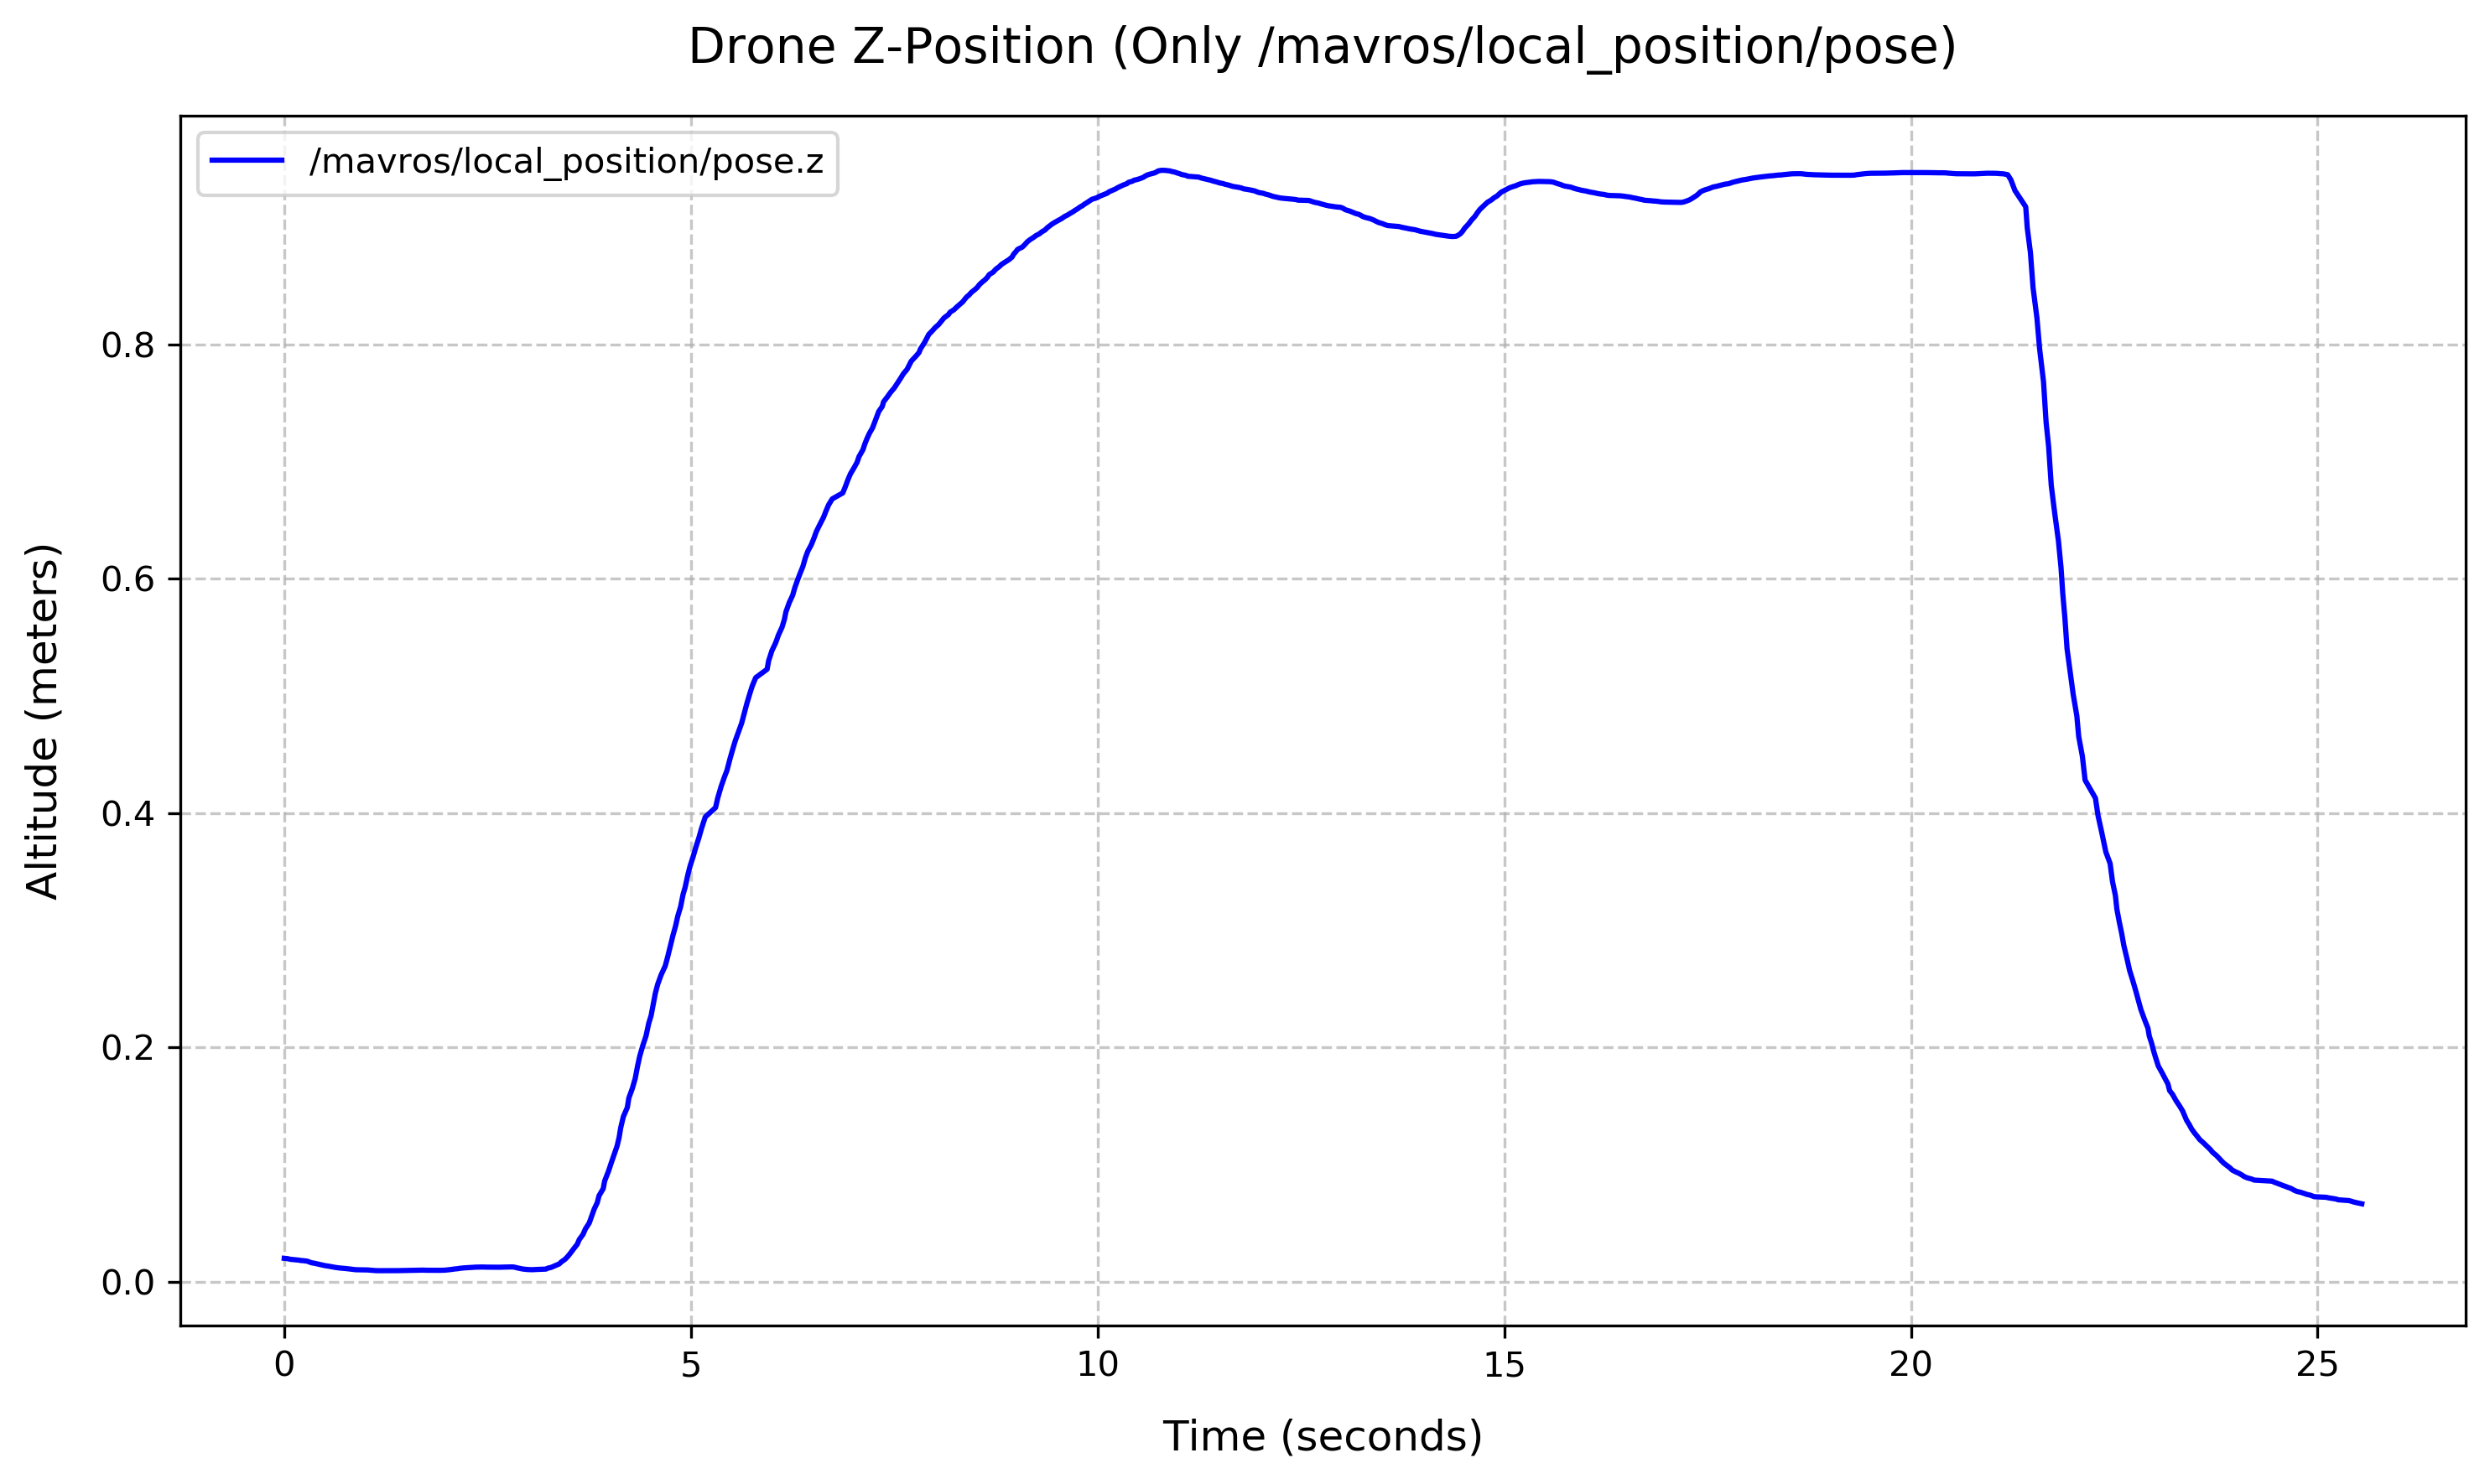 Drone Z-Position (Only /mavros/local_position/pose)
/mavros/local_position/pose.z
Altitude (meters)
0.8
0.6
0.4
0.2
0.0
0 5 10 15 20 25
Time (seconds)